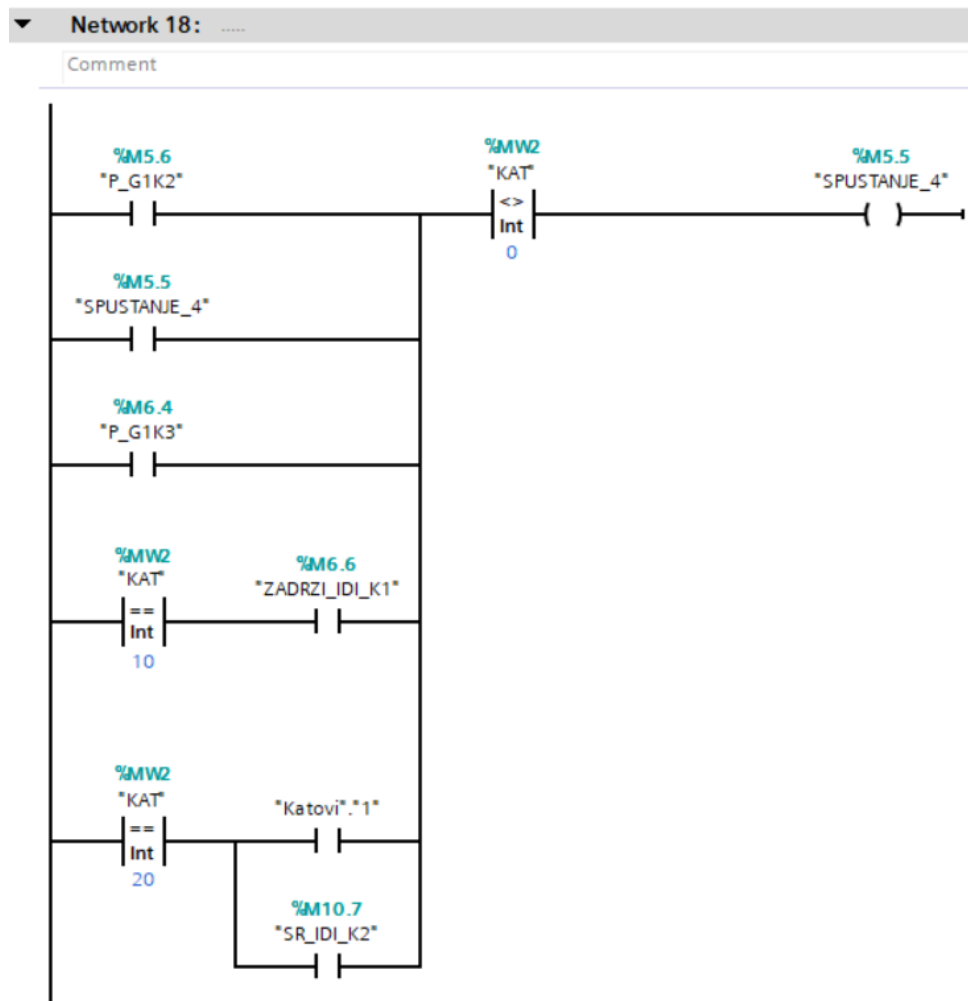 Network 18: .....
Comment
%M5.6
"P_G1K2"
%MW2
"KAT"
<>
Int
0
%M5.5
"SPUSTANJE_4"
%M5.5
"SPUSTANJE_4"
%M6.4
"P_G1K3"
%MW2
"KAT"
==
Int
10
%M6.6
"ZADRZI_IDI_K1"
%MW2
"KAT"
==
Int
20
"Katovi"."1"
%M10.7
"SR_IDI_K2"